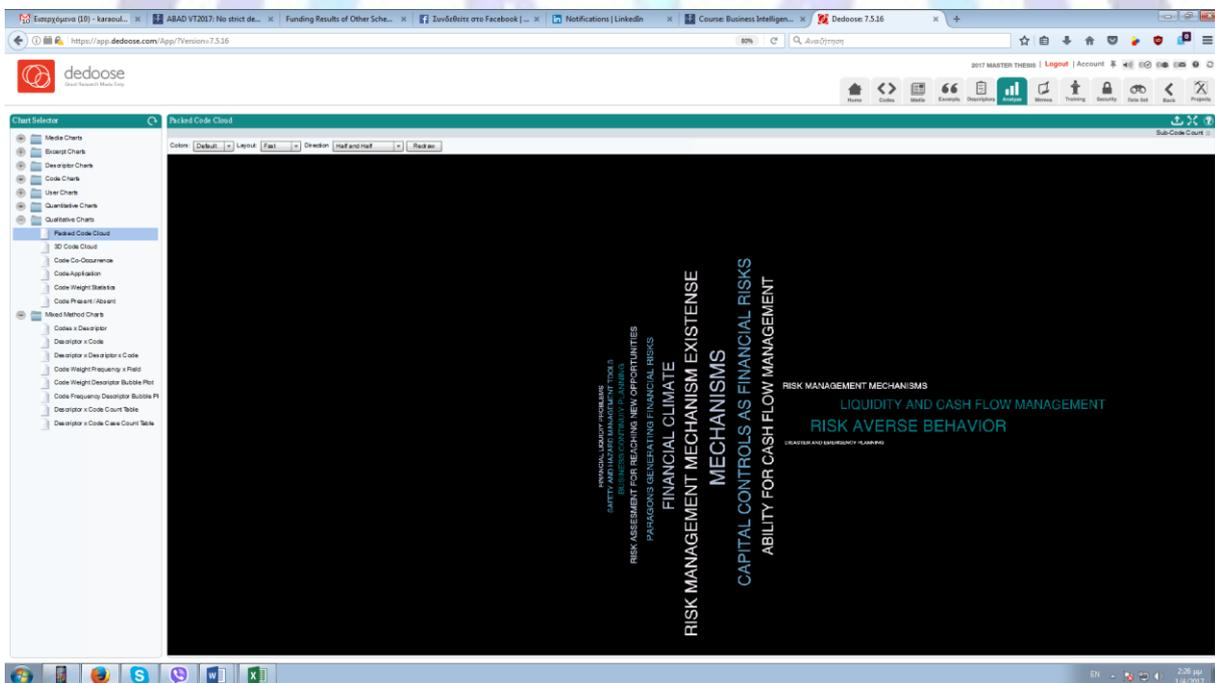 Εισερχόμενα (10) - karaoul...
ABAD VT2017: No strict de...
Funding Results of Other Sche...
Συνδεθείτε στο Facebook | ...
Notifications | LinkedIn
Course: Business Intelligen...
Dedoose: 7.5.16
https://app.dedoose.com/App/?Version=7.5.16
80%
Αναζήτηση
dedoose
Great Research Made Easy
2017 MASTER THESIS | Logout | Account
Home
Codes
Media
Excerpts
Descriptors
Analyze
Memos
Training
Security
Data Set
Back
Projects
Chart Selector
Packed Code Cloud
Sub-Code Count
Colors: Default Layout: Fast Direction Half and Half Redraw
Media Charts
Excerpt Charts
Descriptor Charts
Code Charts
User Charts
Quantitative Charts
Qualitative Charts
Packed Code Cloud
3D Code Cloud
Code Co-Occurrence
Code Application
Code Weight Statistics
Code Present/Absent
Mixed Method Charts
Codes x Descriptor
Descriptor x Code
Descriptor x Descriptor x Code
Code Weight Frequency x Field
Code Weight Descriptor Bubble Plot
Code Frequency Descriptor Bubble Pl
Descriptor x Code Count Table
Descriptor x Code Case Count Table
FINANCIAL LIQUIDITY PROBLEMS
SAFETY AND HAZARD MANAGEMENT TOOLS
BUSINESS CONTINUITY PLANNING
RISK ASSESMENT FOR REACHING NEW OPPORTUNITIES
PARAGONS GENERATING FINANCIAL RISKS
FINANCIAL CLIMATE
RISK MANAGEMENT MECHANISM EXISTENSE
MECHANISMS
CAPITAL CONTROLS AS FINANCIAL RISKS
ABILITY FOR CASH FLOW MANAGEMENT
RISK MANAGEMENT MECHANISMS
LIQUIDITY AND CASH FLOW MANAGEMENT
RISK AVERSE BEHAVIOR
DISASTER AND EMERGENCY PLANNING
EN
2:26 μμ
1/4/2017